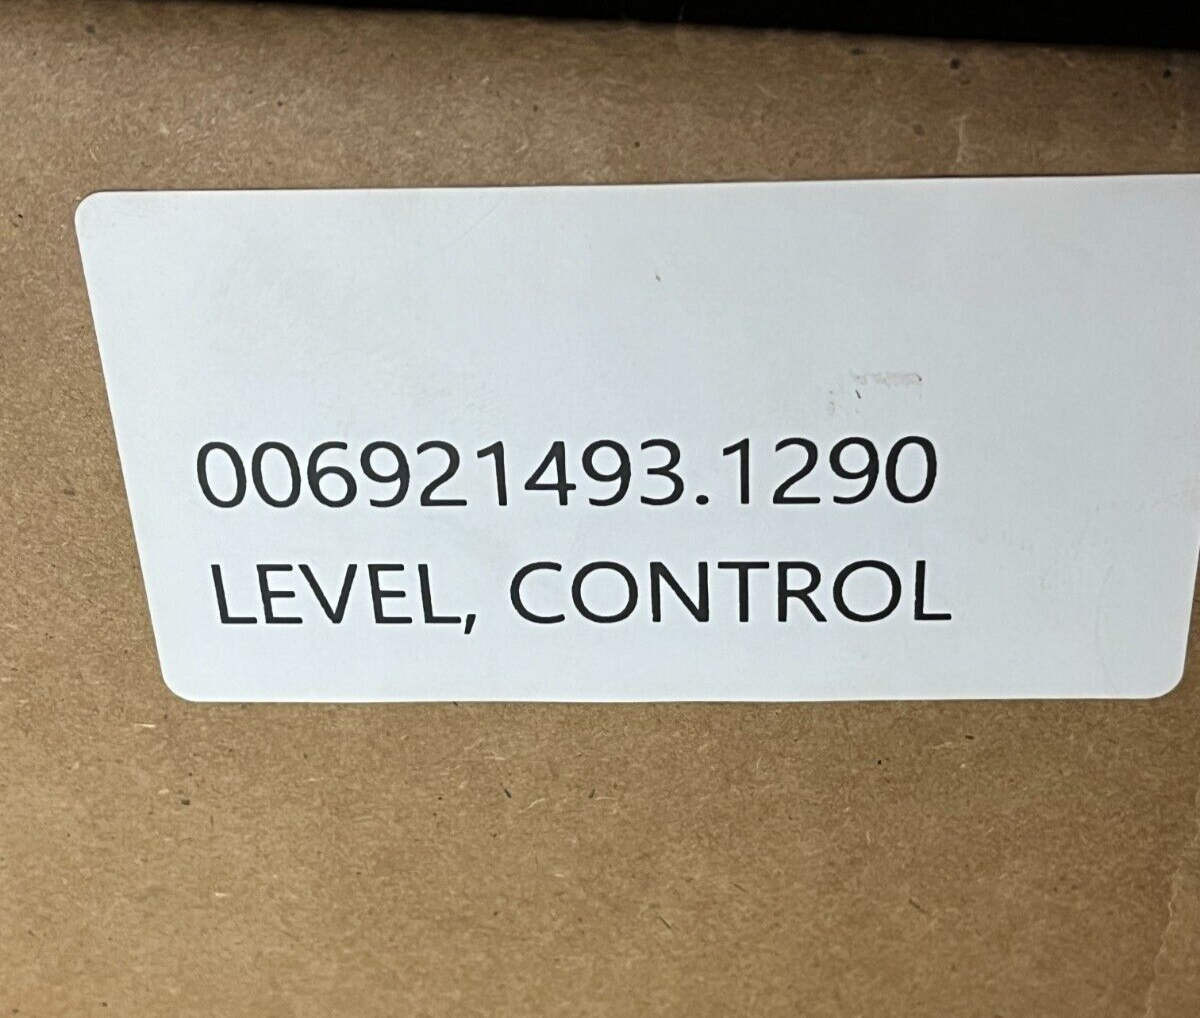 006921493.1290
LEVEL, CONTROL